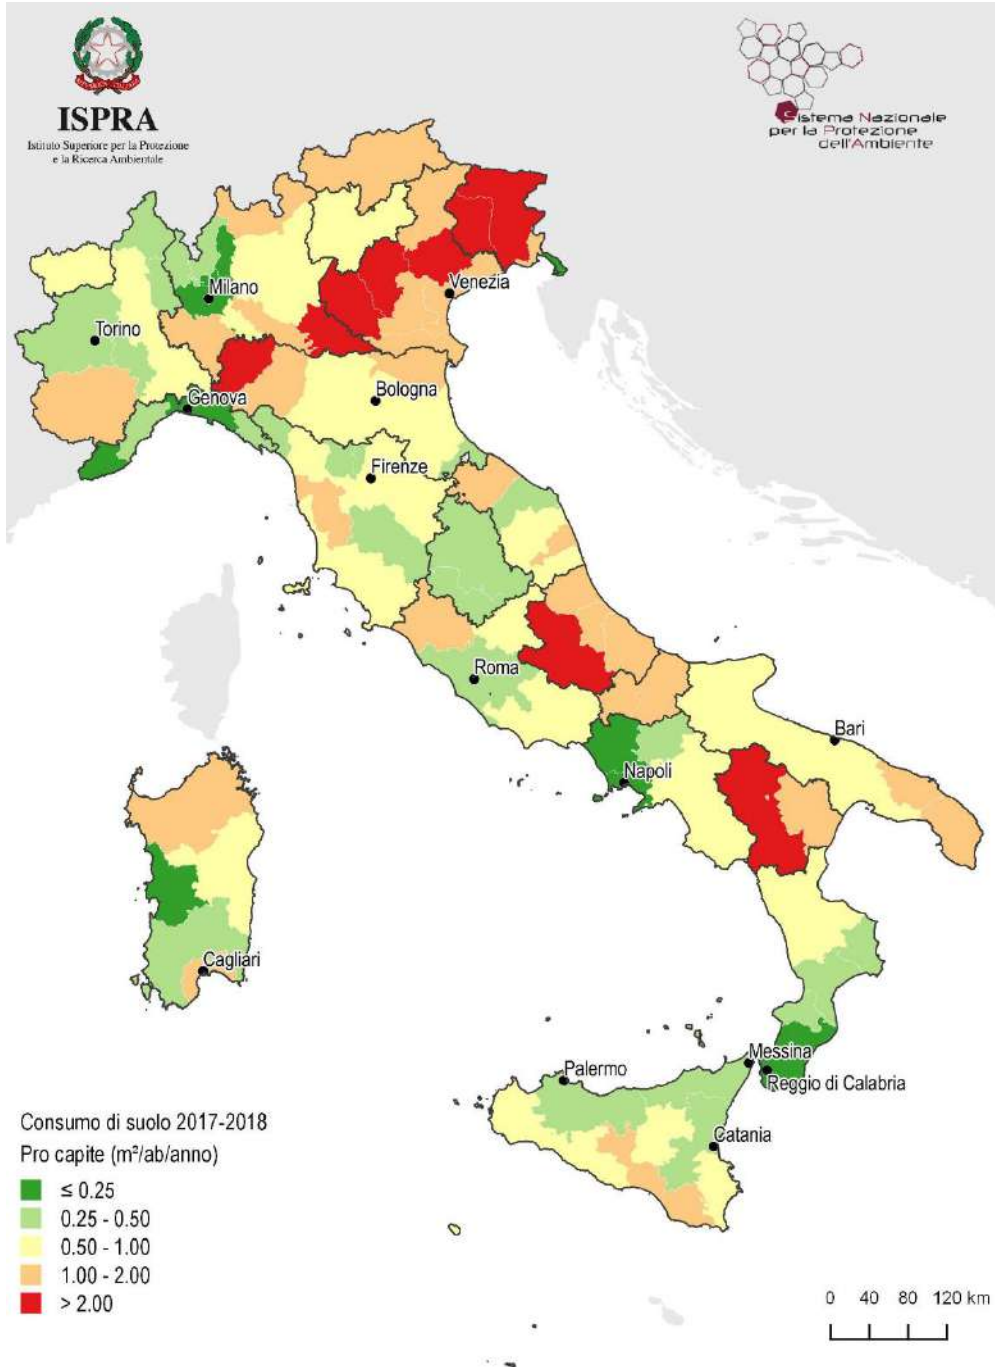 ISPRA
Istituto Superiore per la Protezione
e la Ricerca Ambientale
Sistema Nazionale
per la Protezione
dell'Ambiente
Milano
Venezia
Torino
Genova
Bologna
Firenze
Roma
Bari
Napoli
Cagliari
Messina
Palermo
Reggio di Calabria
Catania
Consumo di suolo 2017-2018
Pro capite (m²/ab/anno)
≤ 0.25
0.25 - 0.50
0.50 - 1.00
1.00 - 2.00
> 2.00
0 40 80 120 km